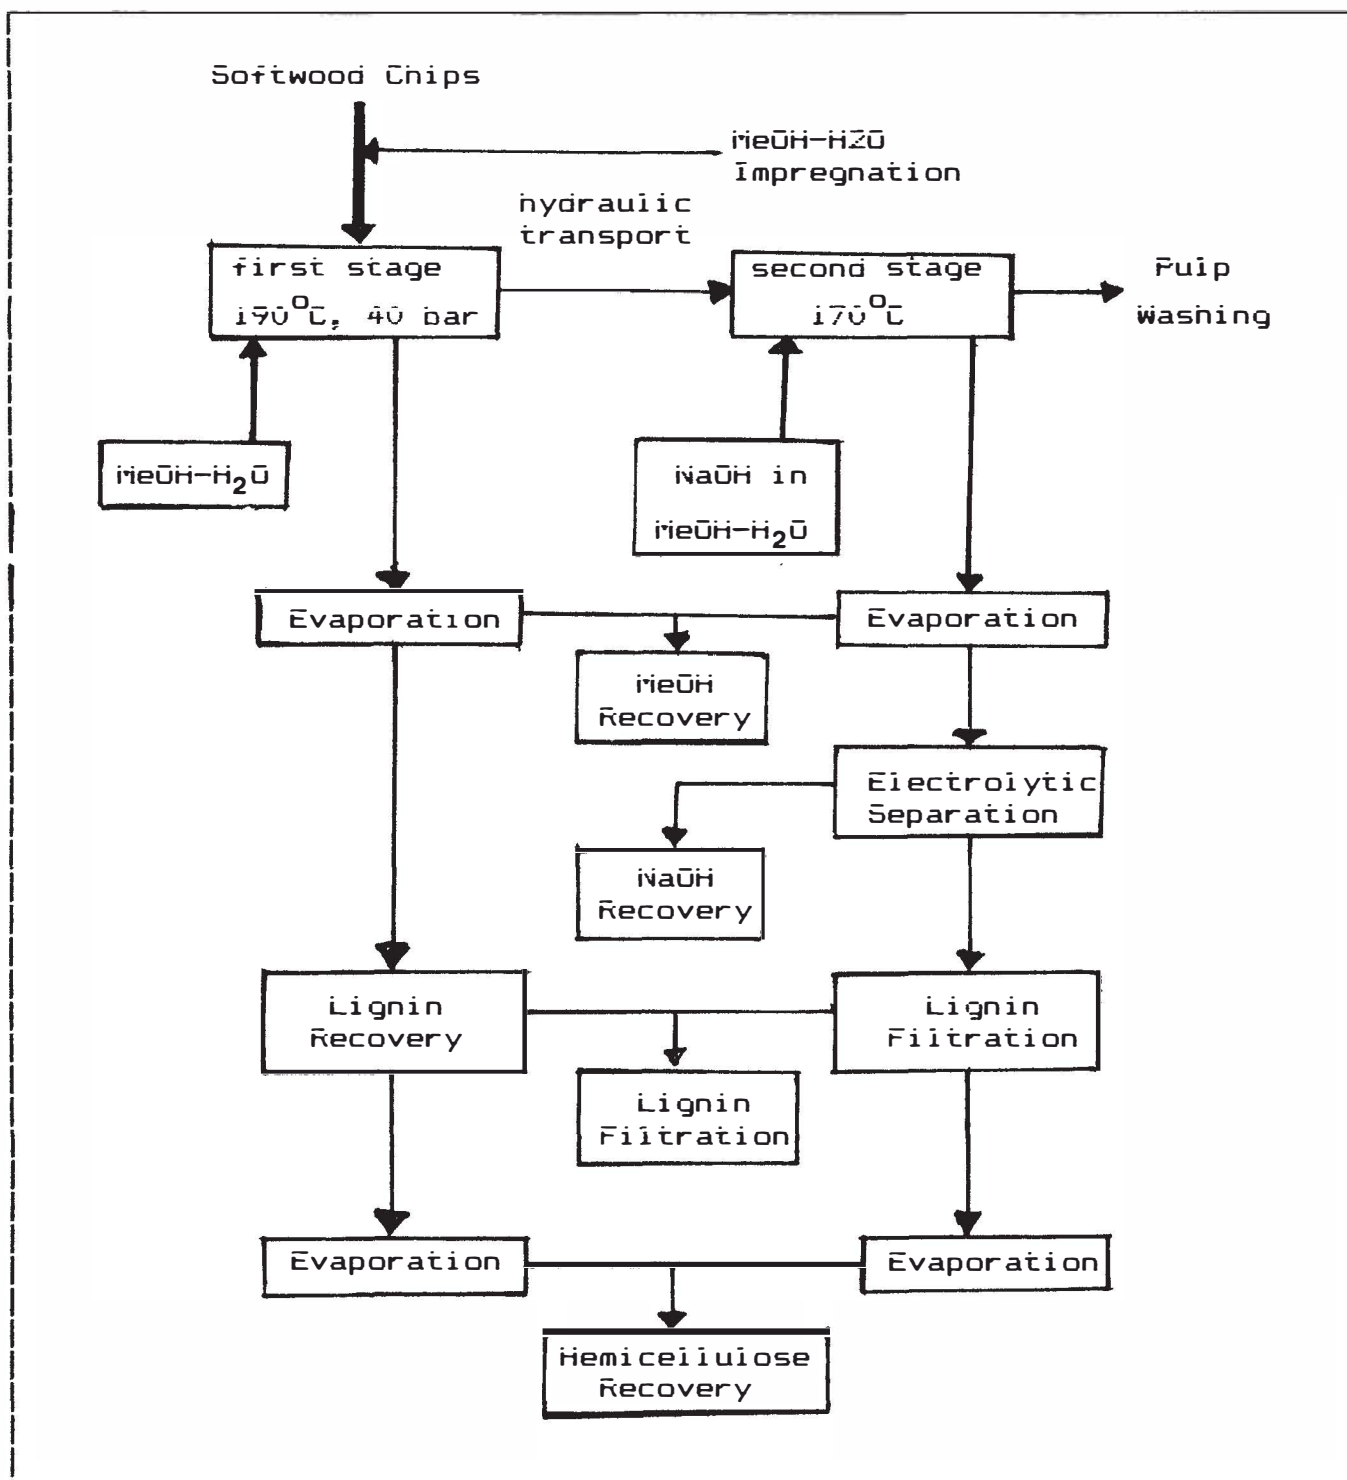 Softwood Chips
MeOH-H2O
Impregnation
hydraulic
transport
first stage
190°C, 40 bar
second stage
170°C
Pulp
Washing
MeOH-H₂O
NaOH in
MeOH-H₂O
Evaporation
Evaporation
MeOH
Recovery
Electrolytic
Separation
NaOH
Recovery
Lignin
Recovery
Lignin
Filtration
Lignin
Filtration
Evaporation
Evaporation
Hemicellulose
Recovery